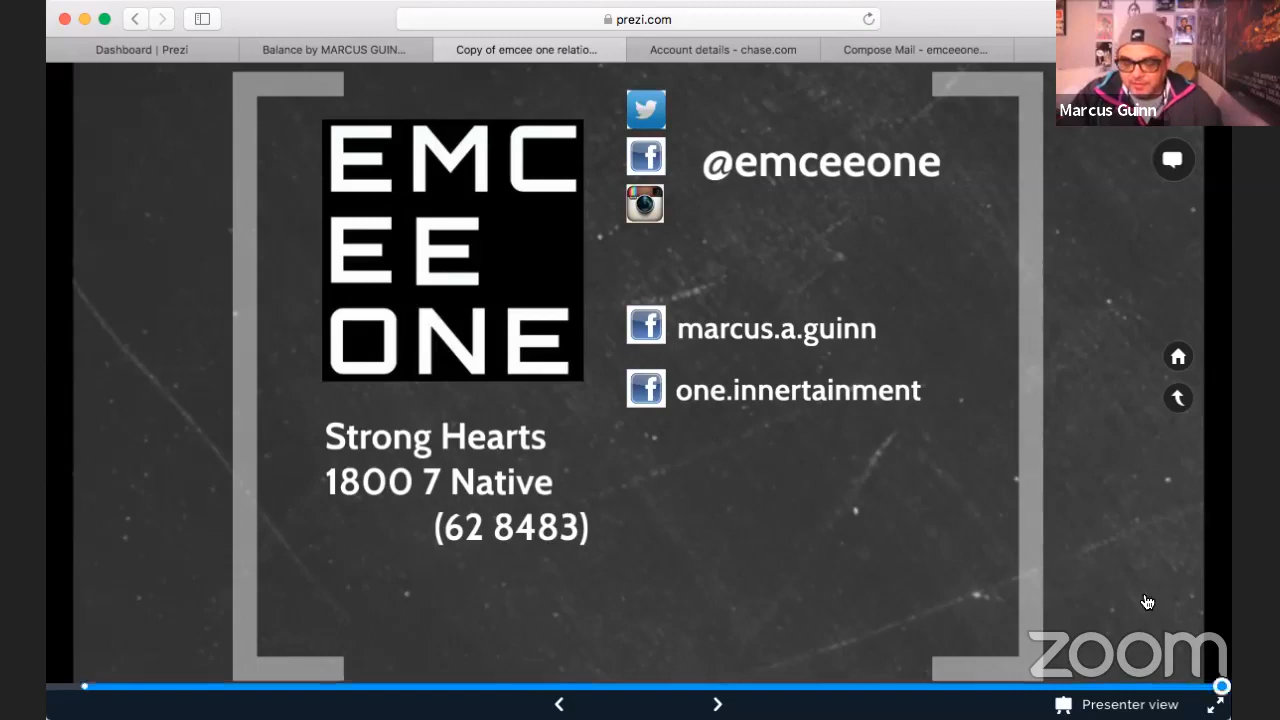 prezi.com
Dashboard | Prezi
Balance by MARCUS GUIN...
Copy of emcee one relatio...
Account details - chase.com
Compose Mail - emceeone...
Marcus Guinn
EMC
EE
ONE
@emceeone
marcus.a.guinn
one.innertainment
Strong Hearts
1800 7 Native
(62 8483)
zoom
Presenter view